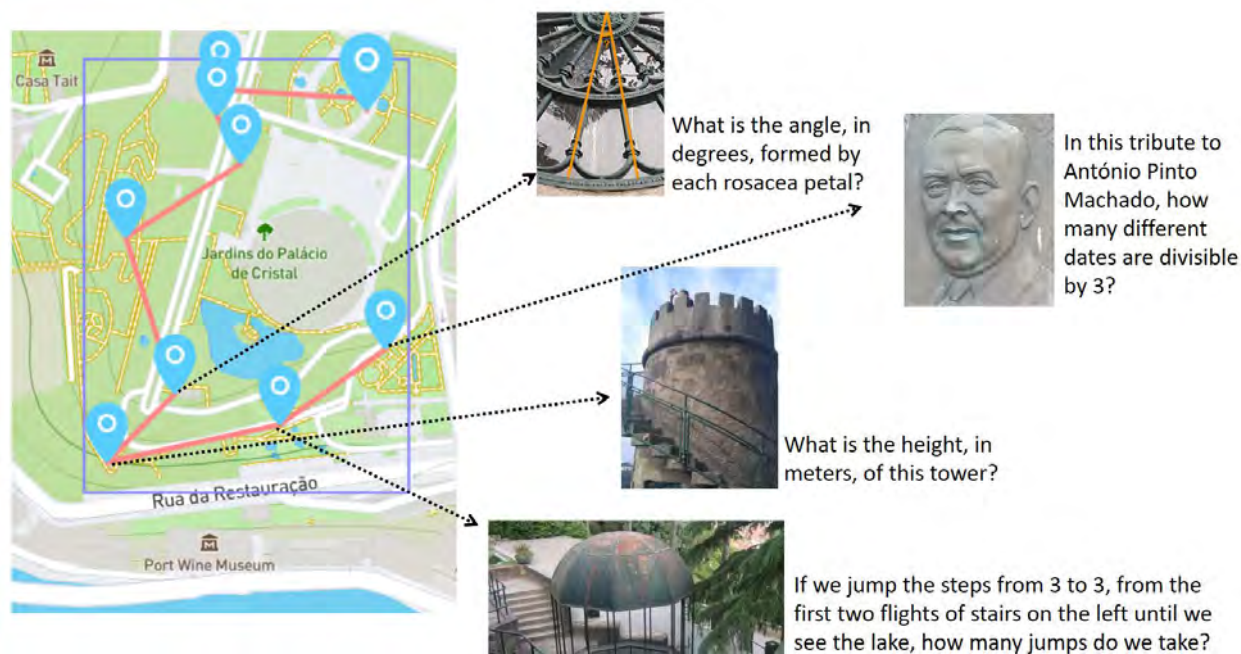 Casa Tait
Jardins do Palácio
de Cristal
Rua da Restauração
Port Wine Museum
What is the angle, in
degrees, formed by
each rosacea petal?
In this tribute to
António Pinto
Machado, how
many different
dates are divisible
by 3?
What is the height, in
meters, of this tower?
If we jump the steps from 3 to 3, from the
first two flights of stairs on the left until we
see the lake, how many jumps do we take?